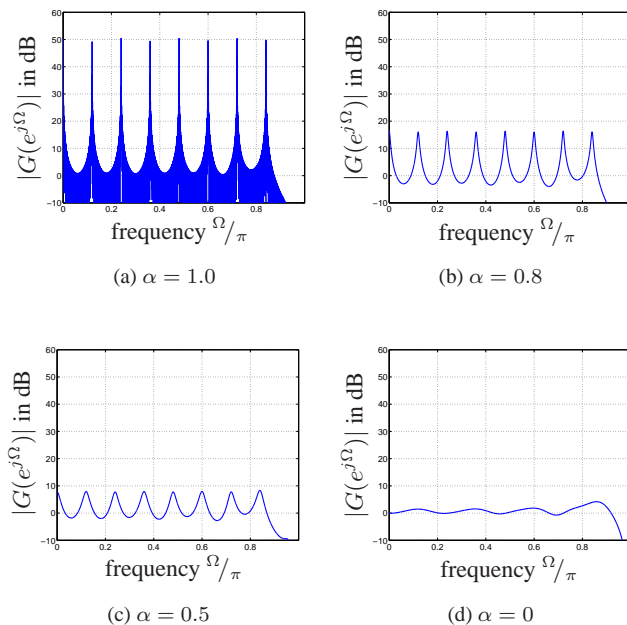 60
50
40
30
20
10
0
−10
0 0.2 0.4 0.6 0.8
|G(e^{jΩ})| in dB
frequency Ω/π
(a) α = 1.0
60
50
40
30
20
10
0
−10
0 0.2 0.4 0.6 0.8
|G(e^{jΩ})| in dB
frequency Ω/π
(b) α = 0.8
60
50
40
30
20
10
0
−10
0 0.2 0.4 0.6 0.8
|G(e^{jΩ})| in dB
frequency Ω/π
(c) α = 0.5
60
50
40
30
20
10
0
−10
0 0.2 0.4 0.6 0.8
|G(e^{jΩ})| in dB
frequency Ω/π
(d) α = 0